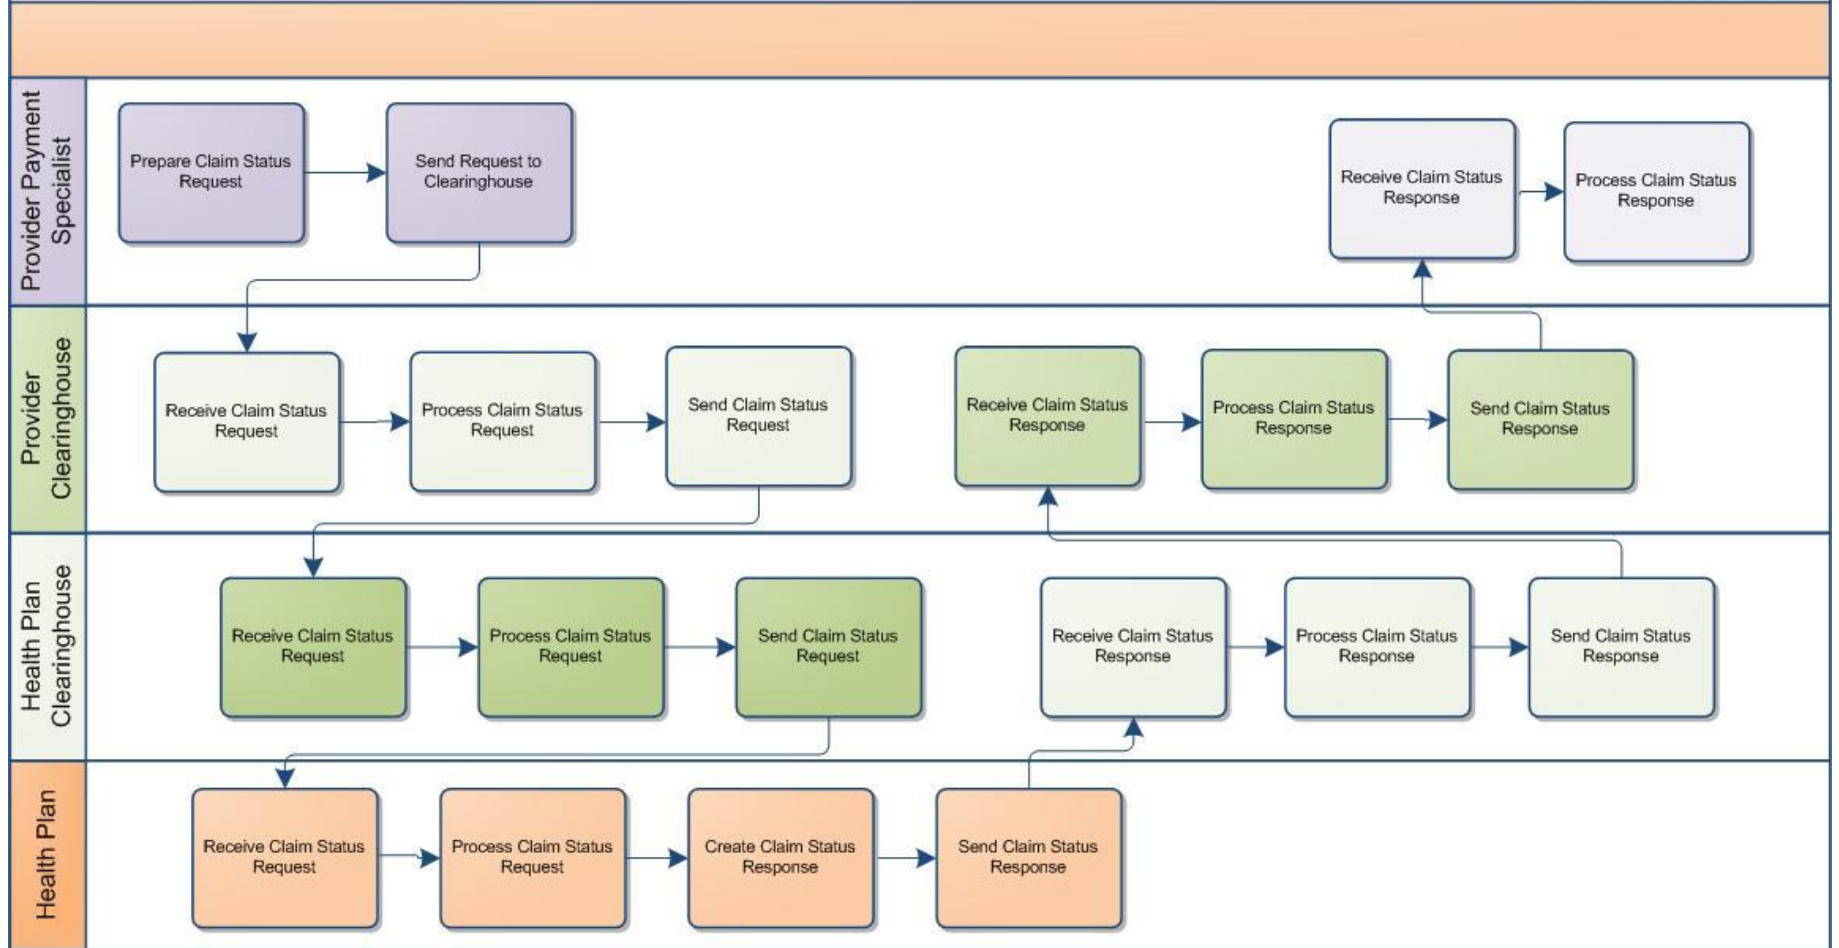 Provider Payment
Specialist
Prepare Claim Status
Request
Send Request to
Clearinghouse
Receive Claim Status
Response
Process Claim Status
Response
Provider
Clearinghouse
Receive Claim Status
Request
Process Claim Status
Request
Send Claim Status
Request
Receive Claim Status
Response
Process Claim Status
Response
Send Claim Status
Response
Health Plan
Clearinghouse
Receive Claim Status
Request
Process Claim Status
Request
Send Claim Status
Request
Receive Claim Status
Response
Process Claim Status
Response
Send Claim Status
Response
Health Plan
Receive Claim Status
Request
Process Claim Status
Request
Create Claim Status
Response
Send Claim Status
Response